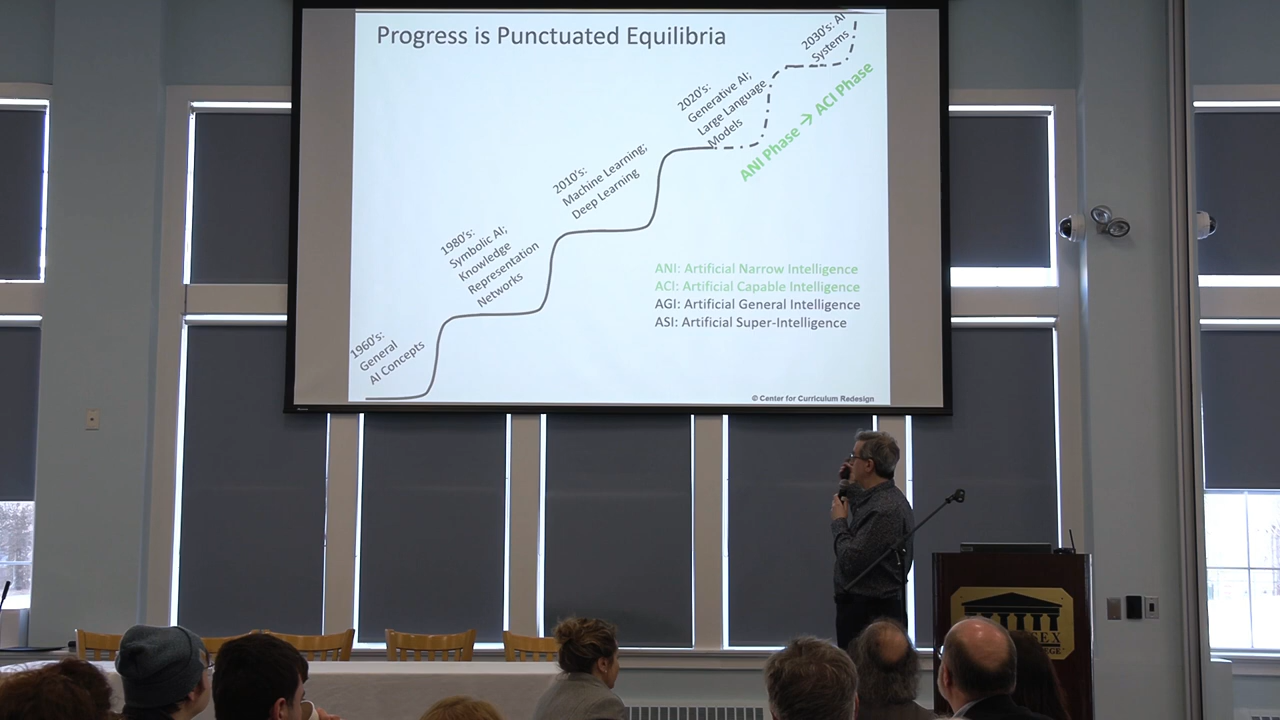 Progress is Punctuated Equilibria
2030's: AI
Systems
2020's:
Generative AI;
Large Language
Models
ANI Phase → ACI Phase
2010's:
Machine Learning;
Deep Learning
1980's:
Symbolic AI;
Knowledge
Representation
Networks
1960's:
General
AI Concepts
ANI: Artificial Narrow Intelligence
ACI: Artificial Capable Intelligence
AGI: Artificial General Intelligence
ASI: Artificial Super-Intelligence
© Center for Curriculum Redesign